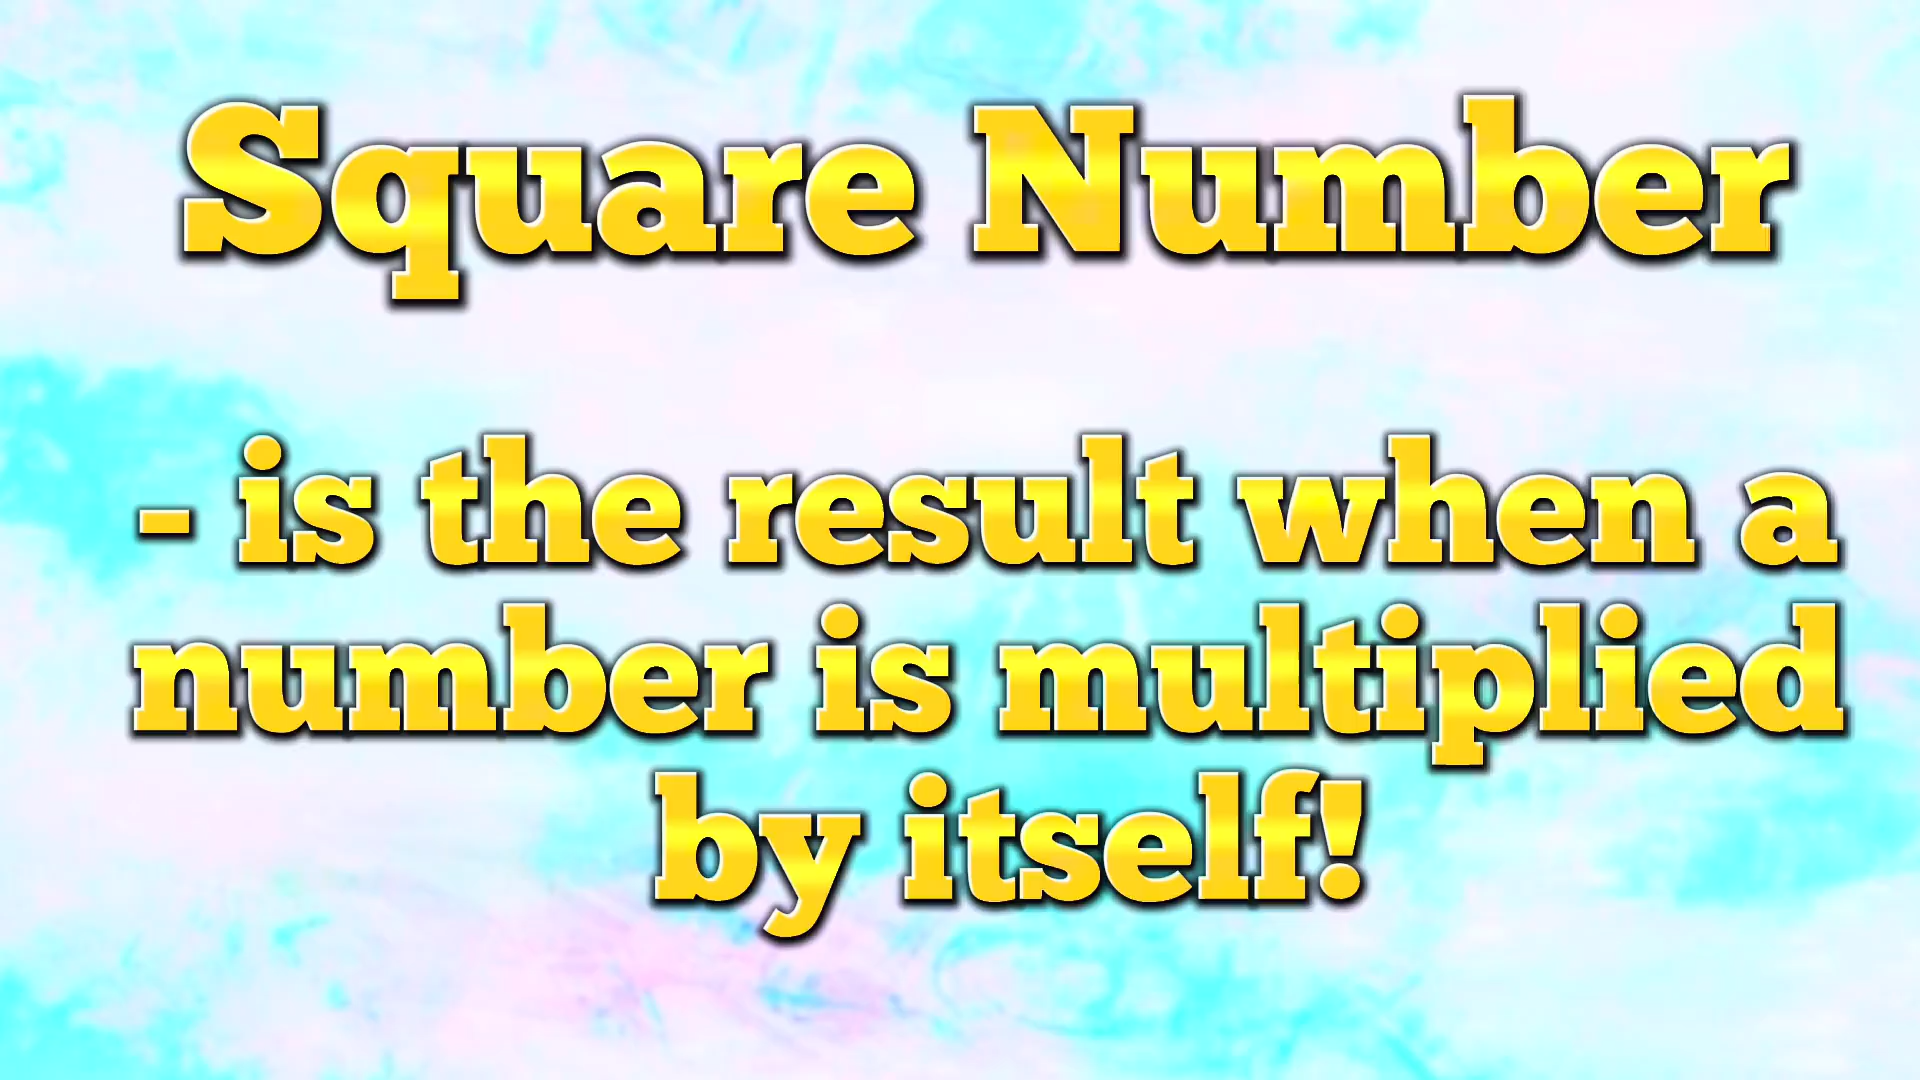 Square Number
- is the result when a
number is multiplied
by itself!